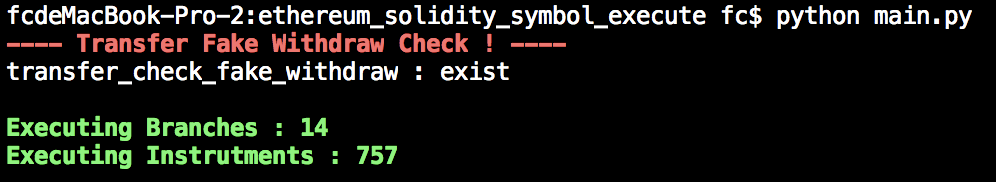 fcdeMacBook-Pro-2:ethereum_solidity_symbol_execute fc$ python main.py
---- Transfer Fake Withdraw Check ! ----
transfer_check_fake_withdraw : exist
Executing Branches : 14
Executing Instrutments : 757